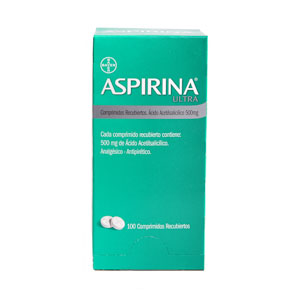 BAYER
ASPIRINA®
ULTRA
Comprimidos Recubiertos Ácido Acetilsalicílico 500mg
Cada comprimido recubierto contiene:
500 mg de Ácido Acetilsalicílico.
Analgésico - Antipirético.
100 Comprimidos Recubiertos